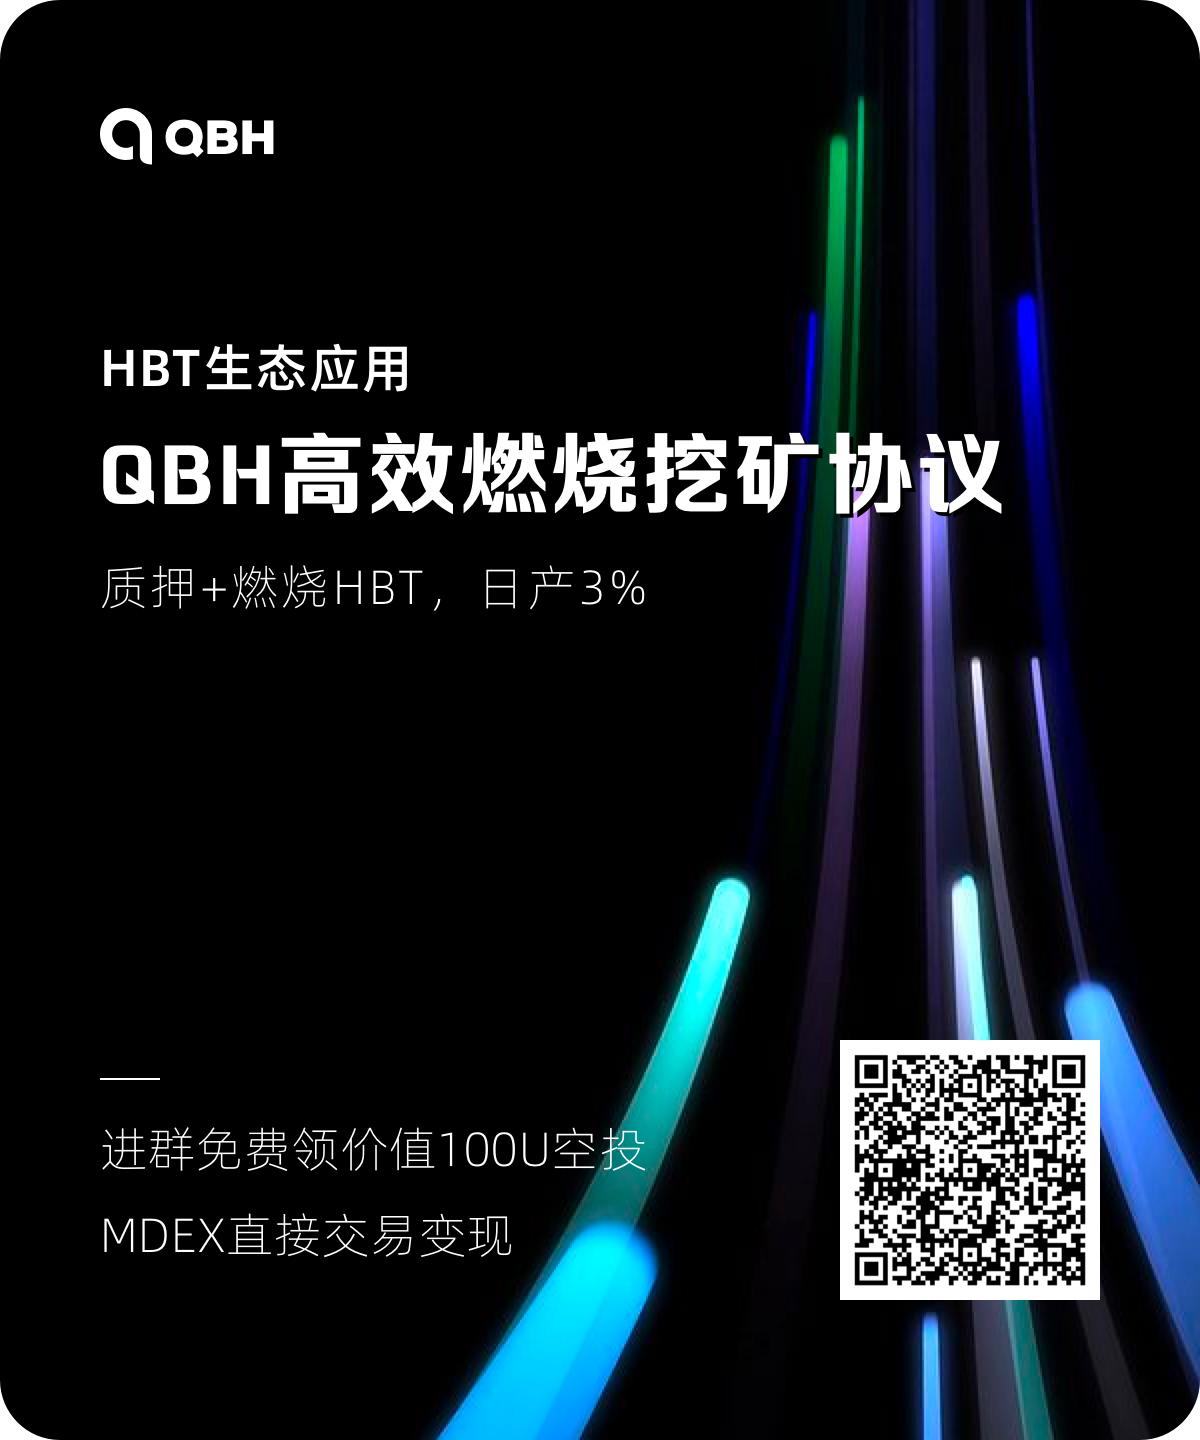 QBH
HBT生态应用
QBH高效燃烧挖矿协议
质押+燃烧HBT，日产3%
进群免费领价值100U空投
MDEX直接交易变现